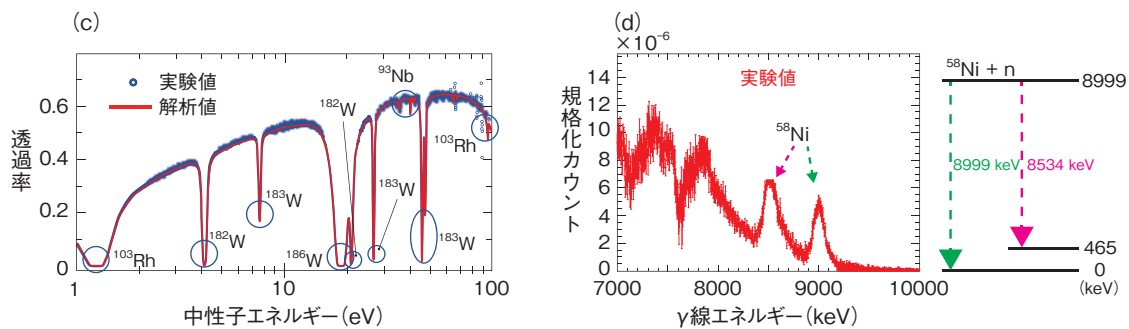 (c)
透過率
0.6
0.4
0.2
0
1
10
100
中性子エネルギー(eV)
実験値
解析値
103Rh
182W
183W
186W
182W
183W
93Nb
183W
103Rh
(d)
×10−6
規格化カウント
14
12
10
8
6
4
2
0
7000
8000
9000
10000
γ線エネルギー(keV)
実験値
58Ni
58Ni + n
8999
8999 keV
8534 keV
465
0
(keV)